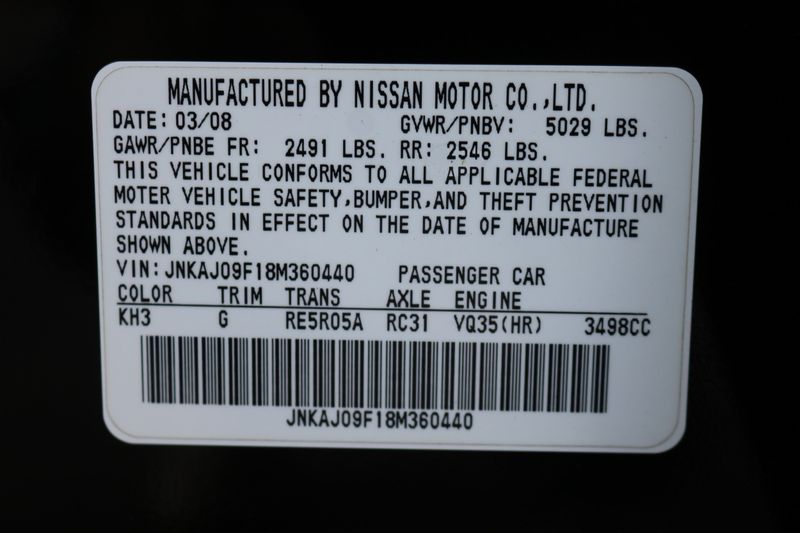 MANUFACTURED BY NISSAN MOTOR CO.,LTD.
DATE: 03/08 GVWR/PNBV: 5029 LBS.
GAWR/PNBE FR: 2491 LBS. RR: 2546 LBS.
THIS VEHICLE CONFORMS TO ALL APPLICABLE FEDERAL
MOTER VEHICLE SAFETY,BUMPER,AND THEFT PREVENTION
STANDARDS IN EFFECT ON THE DATE OF MANUFACTURE
SHOWN ABOVE.
VIN: JNKAJ09F18M360440 PASSENGER CAR
COLOR TRIM TRANS AXLE ENGINE
KH3 G RE5R05A RC31 VQ35(HR) 3498CC
JNKAJ09F18M360440